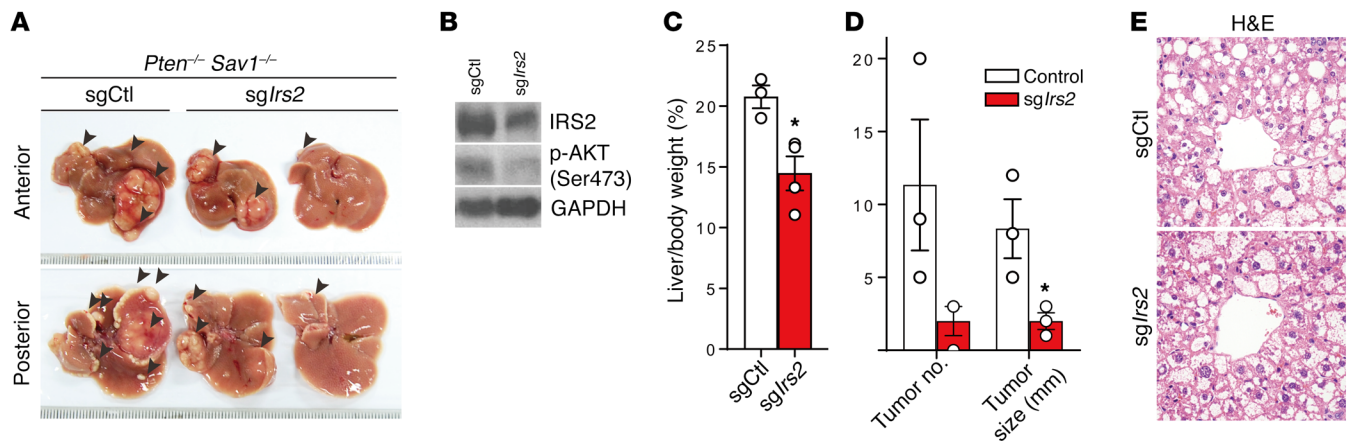 A
Pten–/– Sav1–/–
sgCtl
sgIrs2
Anterior
Posterior
B
sgCtl
sgIrs2
IRS2
p-AKT
(Ser473)
GAPDH
C
Liver/body weight (%)
25
20
15
10
5
0
*
sgCtl
sgIrs2
D
20
15
10
5
Control
sgIrs2
*
Tumor no.
Tumor
size (mm)
E
H&E
sgCtl
sgIrs2